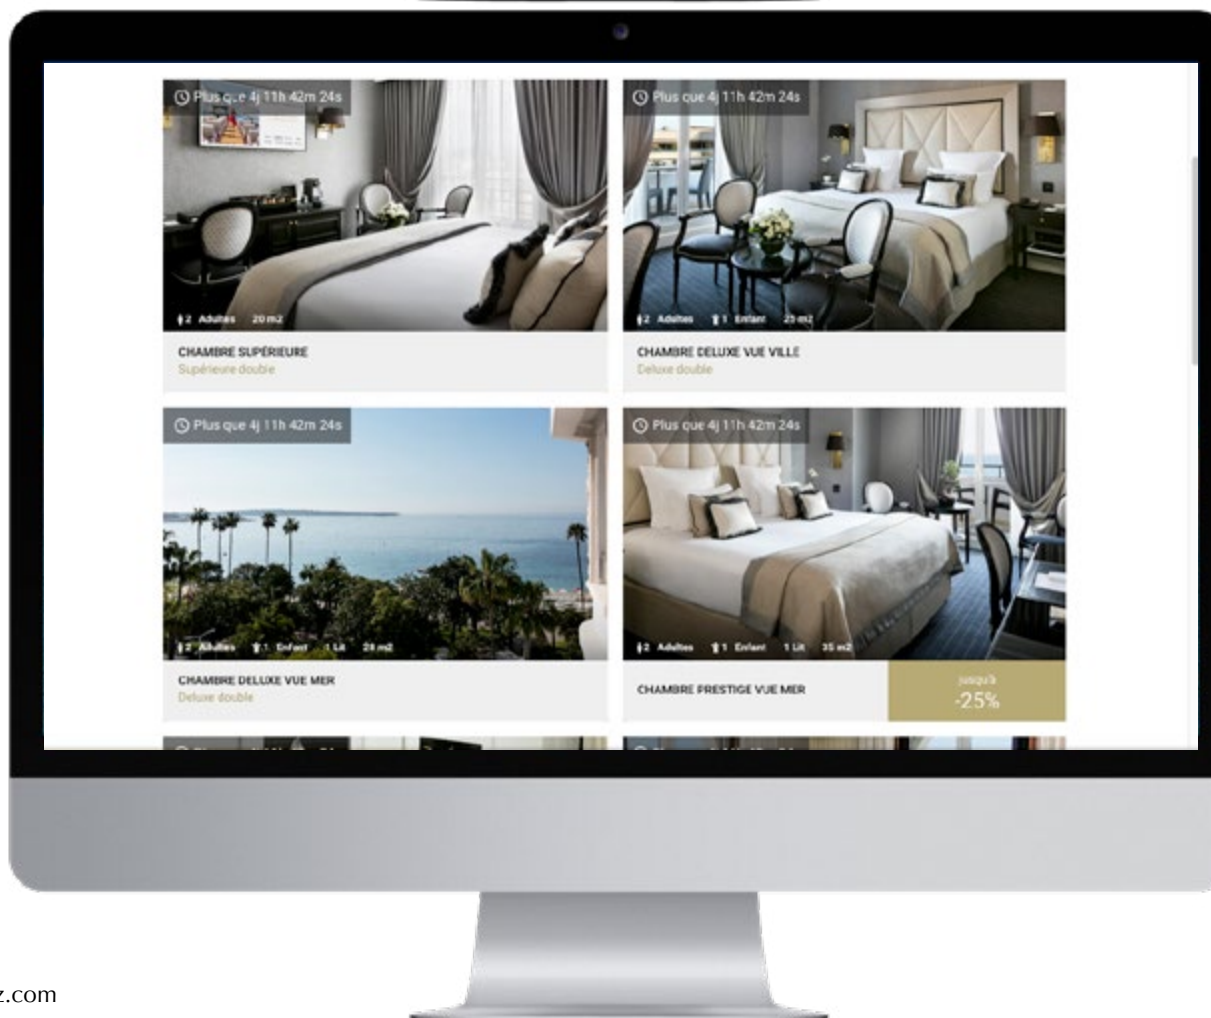 Plus que 4j 11h 42m 24s
2 Adultes 20 m2
CHAMBRE SUPÉRIEURE
Supérieure double
Plus que 4j 11h 42m 24s
2 Adultes 1 Enfant 25 m2
CHAMBRE DELUXE VUE VILLE
Deluxe double
Plus que 4j 11h 42m 24s
2 Adultes 1 Enfant 1 Lit 28 m2
CHAMBRE DELUXE VUE MER
Deluxe double
Plus que 4j 11h 42m 24s
2 Adultes 1 Enfant 1 Lit 35 m2
CHAMBRE PRESTIGE VUE MER
jusqu'à
-25%
z.com